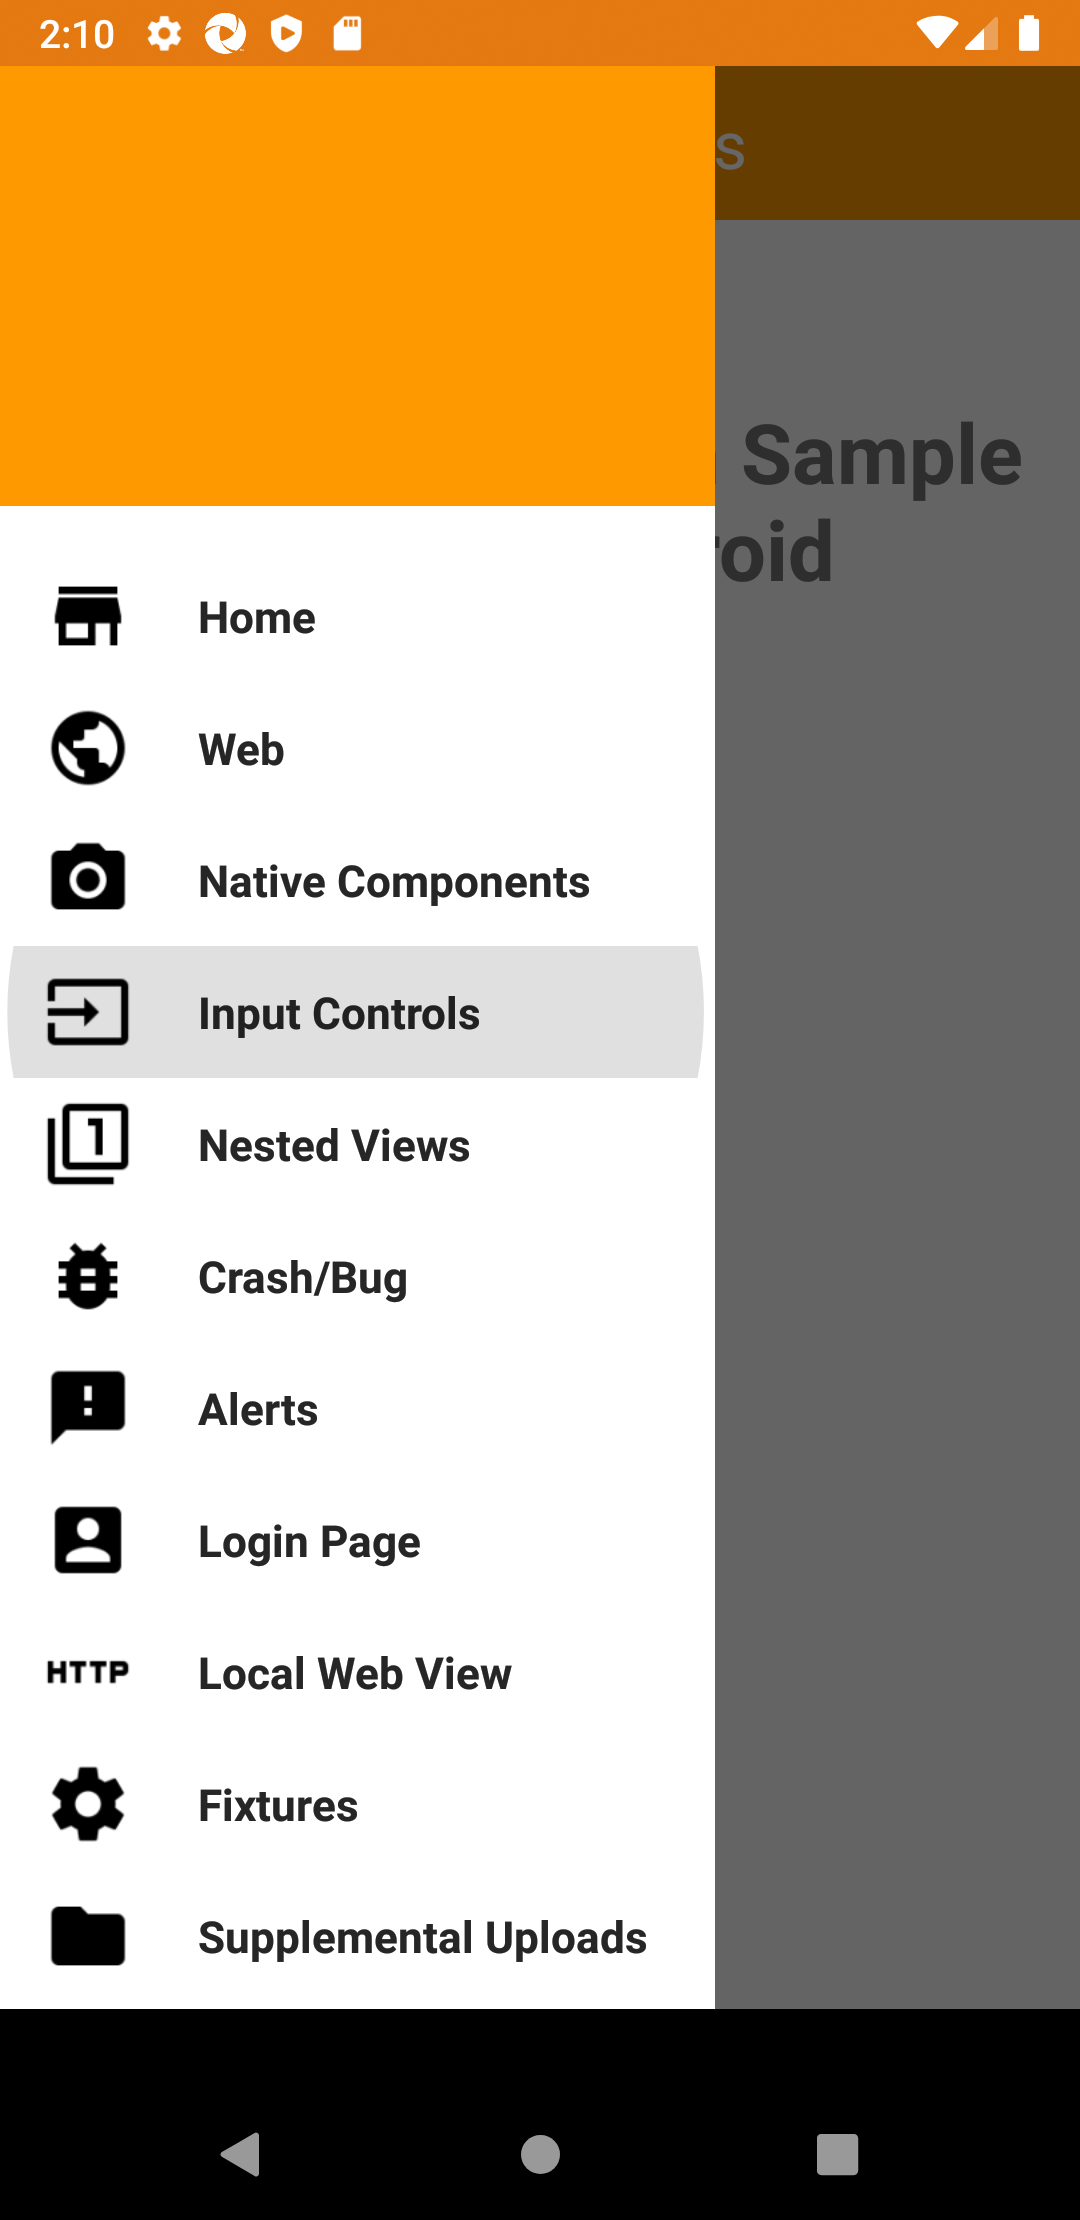 2:10
s
Sample
roid
Home
Web
Native Components
Input Controls
1 Nested Views
Crash/Bug
Alerts
Login Page
HTTP Local Web View
Fixtures
Supplemental Uploads